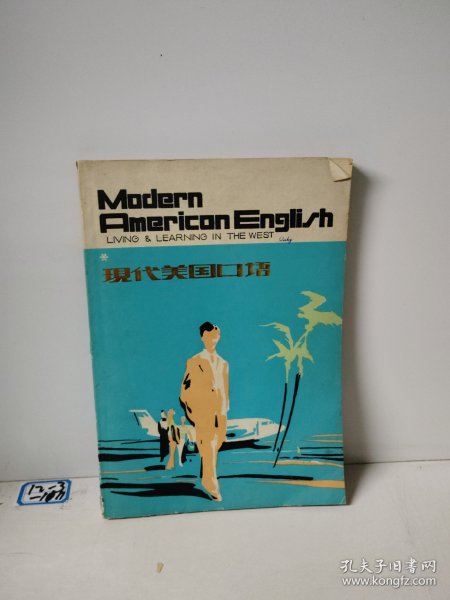 Modern
American English
LIVING & LEARNING IN THE WEST
*
現代美国口语
孔夫子旧书网
www.kongfz.com